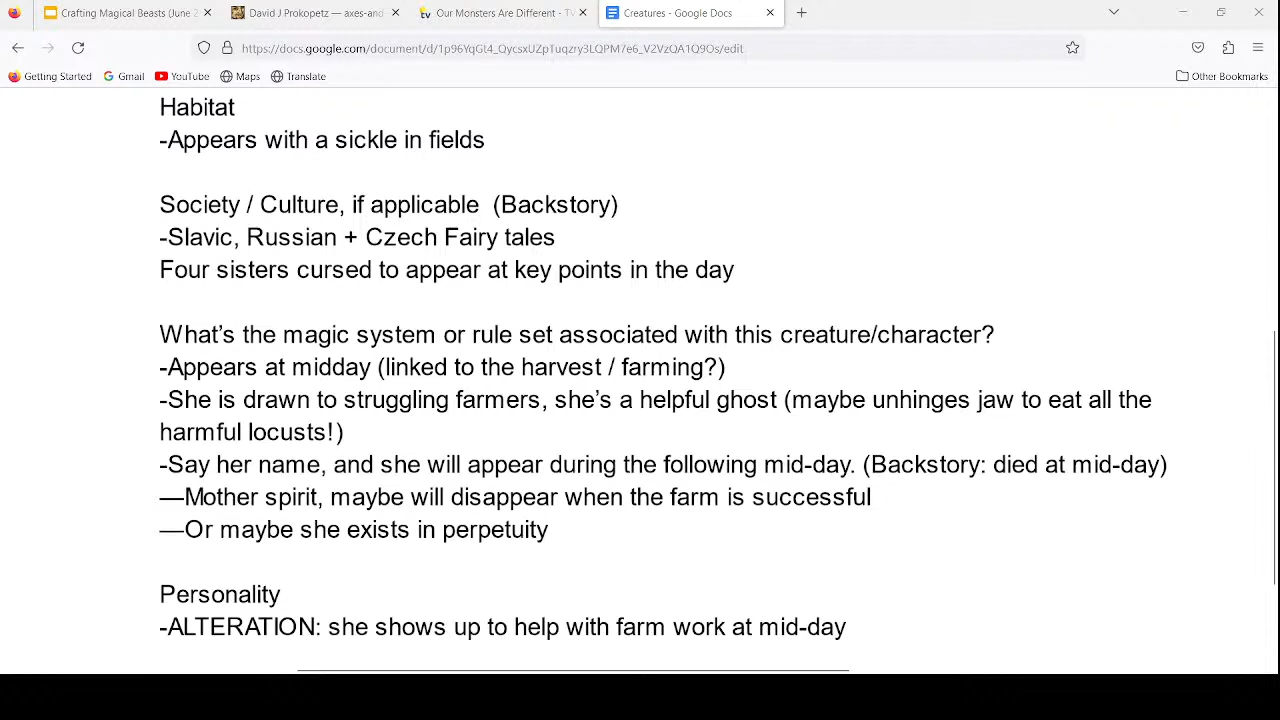 Crafting Magical Beasts (June 2
David J Prokopetz — axes-and
Our Monsters Are Different - TV
Creatures - Google Docs
Getting Started
Gmail
YouTube
Maps
Translate
Other Bookmarks
Habitat
-Appears with a sickle in fields
Society / Culture, if applicable  (Backstory)
-Slavic, Russian + Czech Fairy tales
Four sisters cursed to appear at key points in the day
What’s the magic system or rule set associated with this creature/character?
-Appears at midday (linked to the harvest / farming?)
-She is drawn to struggling farmers, she’s a helpful ghost (maybe unhinges jaw to eat all the
harmful locusts!)
-Say her name, and she will appear during the following mid-day. (Backstory: died at mid-day)
—Mother spirit, maybe will disappear when the farm is successful
—Or maybe she exists in perpetuity
Personality
-ALTERATION: she shows up to help with farm work at mid-day